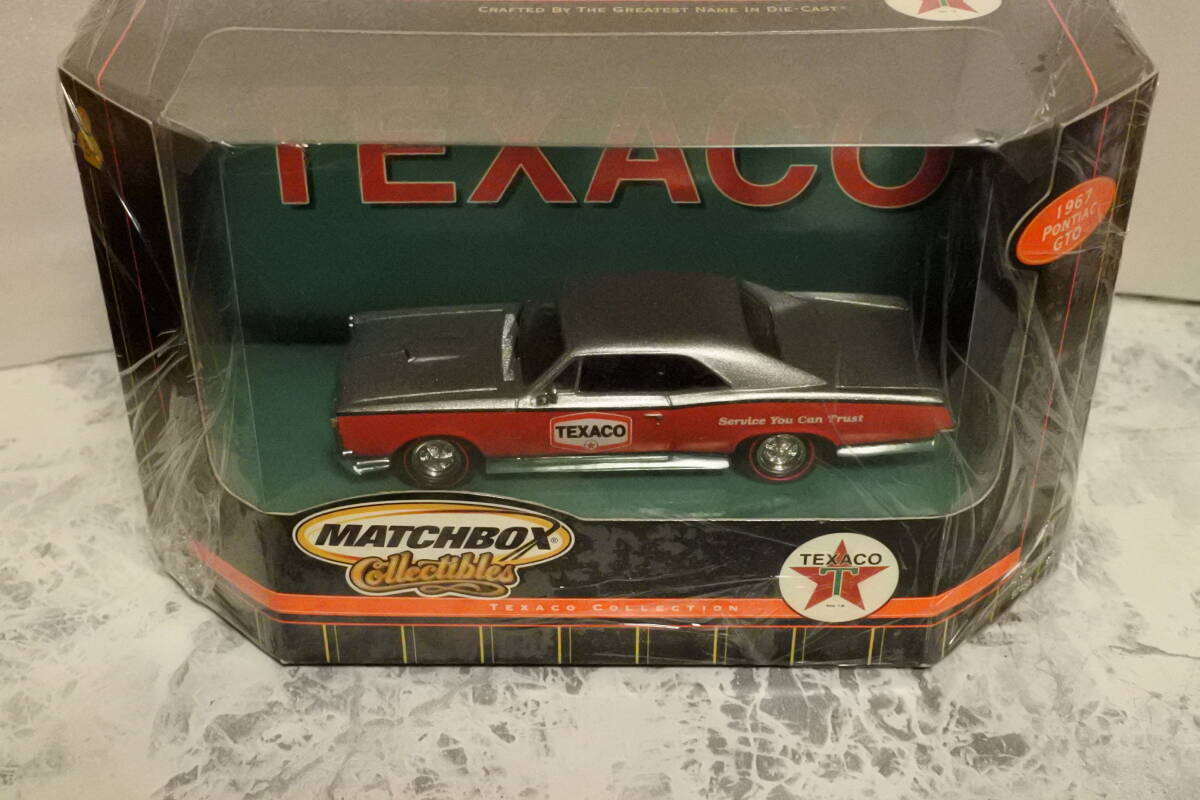 CRAFTED BY THE GREATEST NAME IN DIE-CAST
TEXACO
1967
PONTIAC
GTO
TEXACO
Service You Can Trust
MATCHBOX®
Collectibles
TEXACO
T
TEXACO COLLECTION